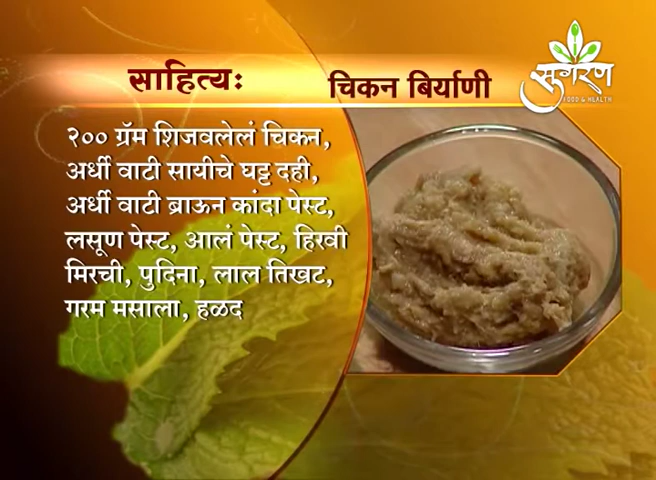 साहित्यः
चिकन बिर्याणी
सुगरण
FOOD & HEALTH
२०० ग्रॅम शिजवलेलं चिकन,
अर्धी वाटी सायीचे घट्ट दही,
अर्धी वाटी ब्राऊन कांदा पेस्ट,
लसूण पेस्ट, आलं पेस्ट, हिरवी
मिरची, पुदिना, लाल तिखट,
गरम मसाला, हळद